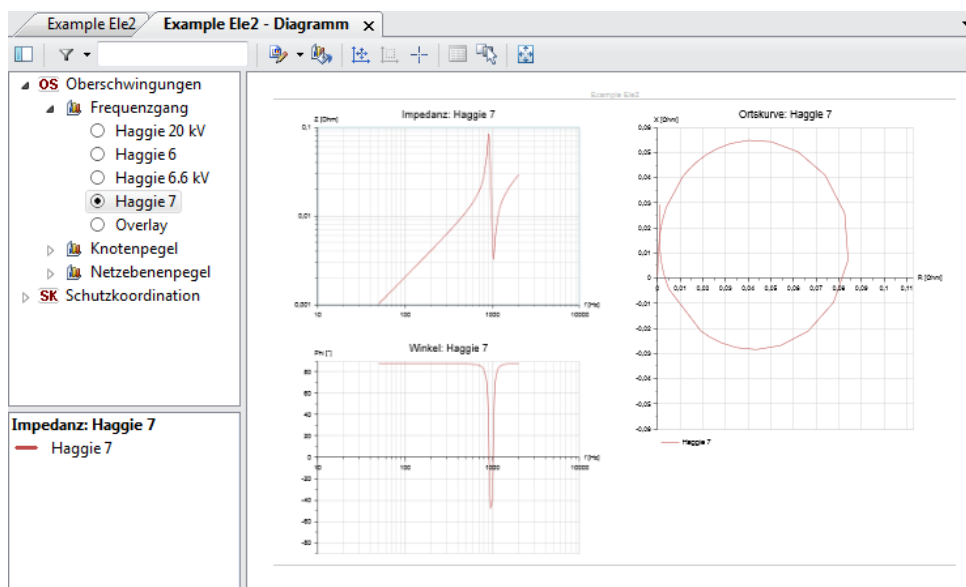 Example Ele2
Example Ele2 - Diagramm x
OS Oberschwingungen
Frequenzgang
Haggie 20 kV
Haggie 6
Haggie 6.6 kV
Haggie 7
Overlay
Knotenpegel
Netzebenenpegel
SK Schutzkoordination
Impedanz: Haggie 7
Haggie 7
Example Ele2
Impedanz: Haggie 7
Z [Ohm]
0,1
0,01
0,001
10 100 1000 10000
f [Hz]
Winkel: Haggie 7
Phi [°]
80
60
40
20
0
-20
-40
-60
-80
10 100 1000 10000
f [Hz]
Ortskurve: Haggie 7
X [Ohm]
0,05
0,04
0,03
0,02
0,01
0
-0,01
-0,02
-0,03
-0,04
-0,05
0,01 0,02 0,03 0,04 0,05 0,06 0,07 0,08 0,09 0,1 0,11
R [Ohm]
Haggie 7